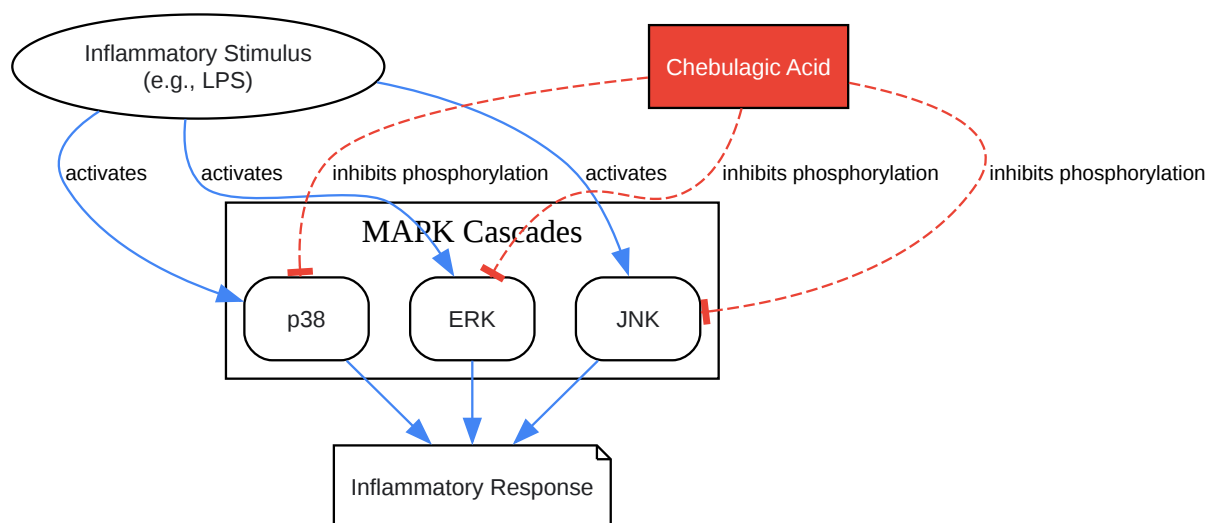 Inflammatory Stimulus
(e.g., LPS)
Chebulagic Acid
activates
activates
inhibits phosphorylation
activates
inhibits phosphorylation
inhibits phosphorylation
MAPK Cascades
p38
ERK
JNK
Inflammatory Response